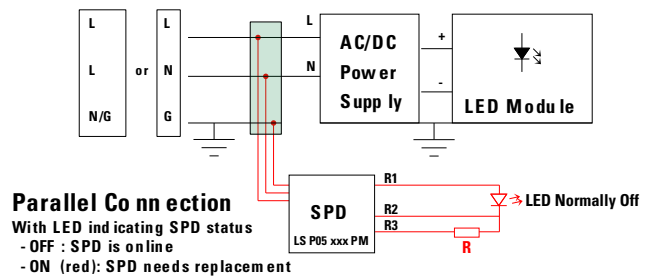 L
L
N/G
or
L
N
G
L
N
AC/DC
Power
Supply
+
-
LED Module
SPD
LS P05 xxx PM
R1
R2
R3
R
LED Normally Off
Parallel Connection
With LED indicating SPD status
- OFF : SPD is online
- ON (red): SPD needs replacement